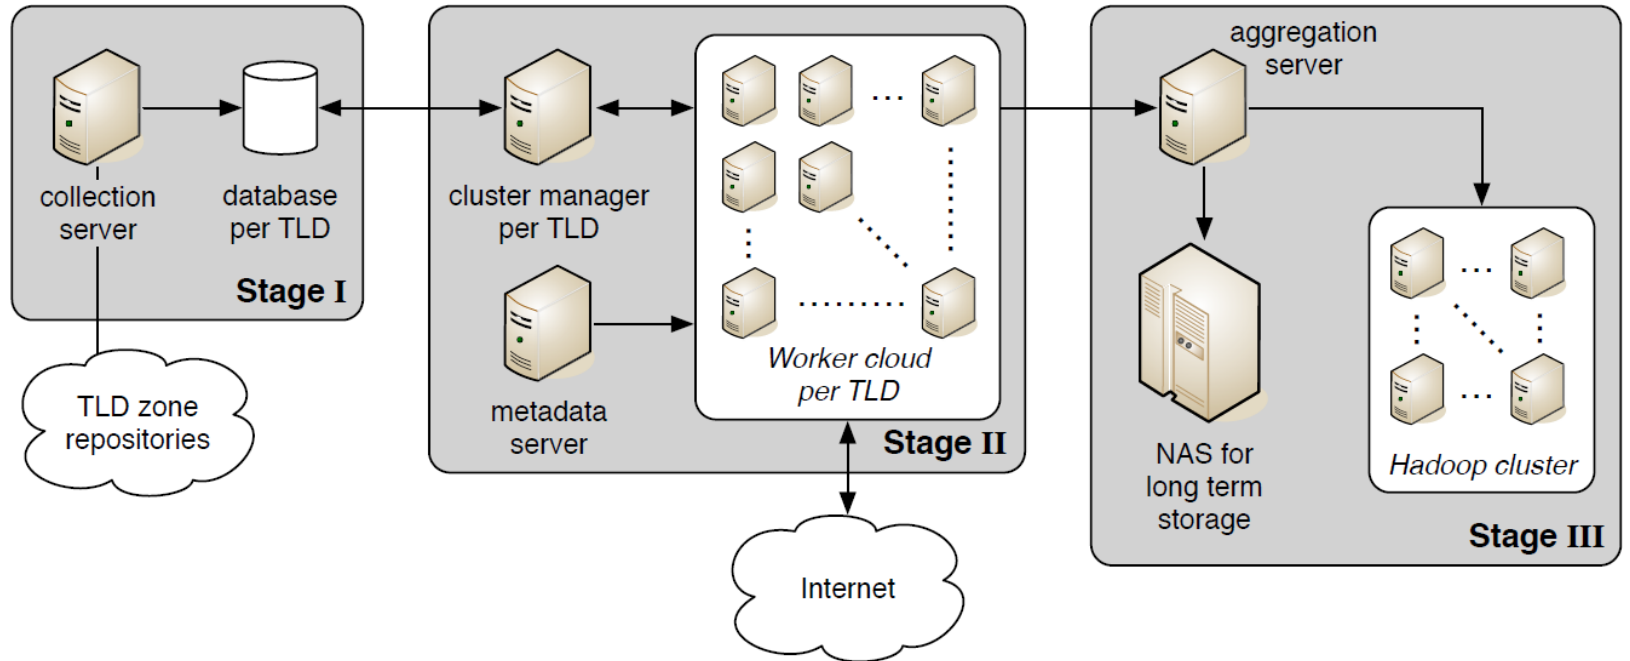 collection
server
database
per TLD
Stage I
TLD zone
repositories
cluster manager
per TLD
metadata
server
Worker cloud
per TLD
Stage II
Internet
aggregation
server
NAS for
long term
storage
Hadoop cluster
Stage III